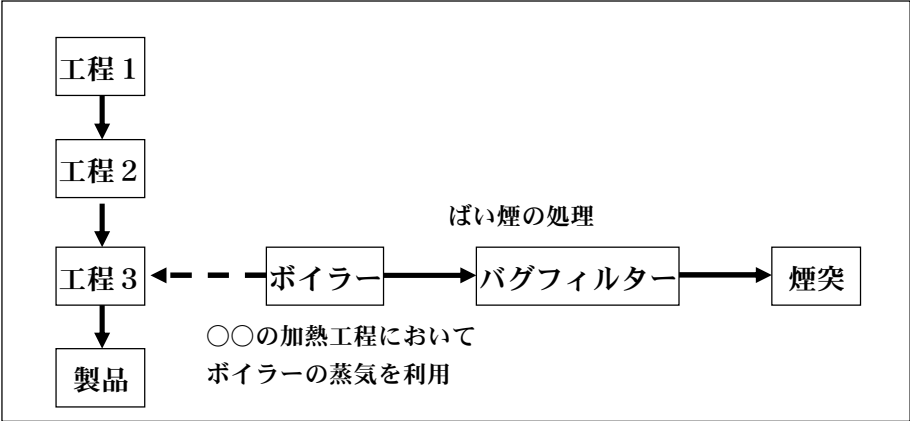 工程１
工程２
ばい煙の処理
工程３
ボイラー
バグフィルター
煙突
〇〇の加熱工程において
ボイラーの蒸気を利用
製品